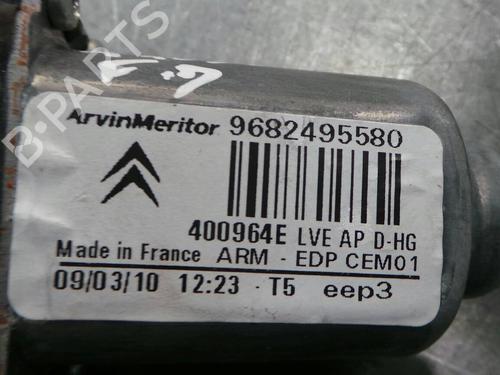 ArvinMeritor 9682495580
400964E LVE AP D-HG
Made in France ARM - EDP CEM01
09/03/10 12:23 - T5 eep3
B-PARTS